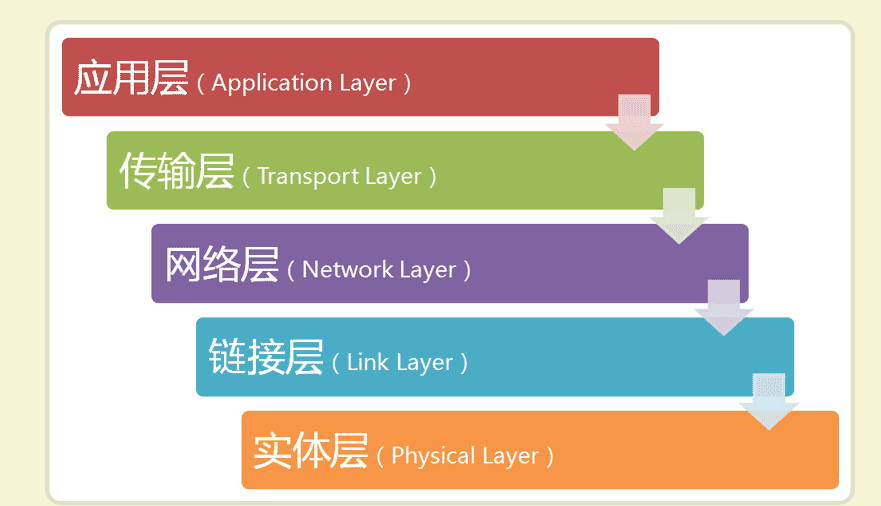 应用层（Application Layer）
传输层（Transport Layer）
网络层（Network Layer）
链接层（Link Layer）
实体层（Physical Layer）